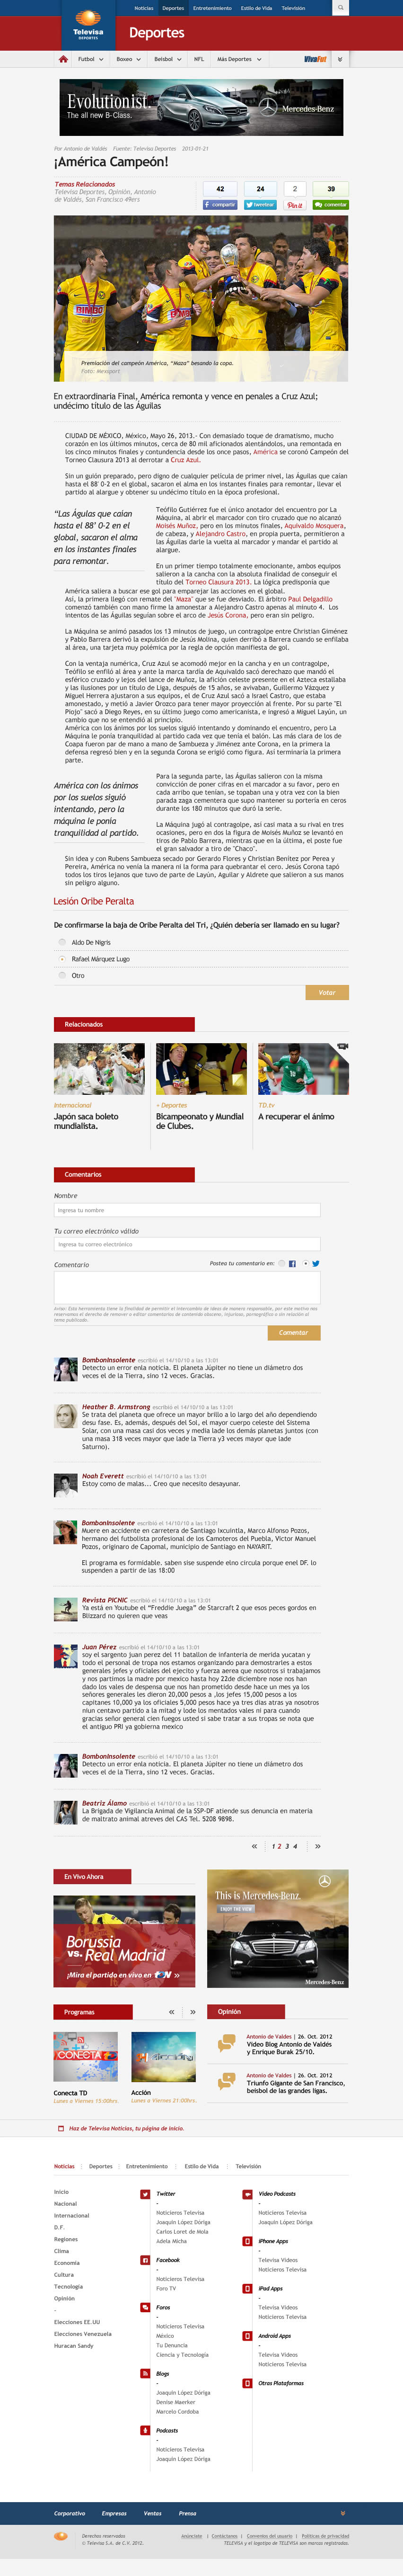 Noticias Deportes Entretenimiento Estilo de Vida Televisión
Televisa
DEPORTES
Deportes
Futbol Boxeo Beisbol NFL Más Deportes VivoFut
Evolutionist.
The all new B-Class.
Mercedes-Benz
Por Antonio de Valdés Fuente: Televisa Deportes 2013-01-21
¡América Campeón!
Temas Relacionados
Televisa Deportes, Opinión, Antonio
de Valdés, San Francisco 49ers
42 24 2 39
compartir twittear Pin it comentar
BIMBO
Premiación del campeón América, “Maza” besando la copa.
Foto: Mexsport
En extraordinaria Final, América remonta y vence en penales a Cruz Azul;
undécimo título de las Águilas
CIUDAD DE MÉXICO, México, Mayo 26, 2013.- Con demasiado toque de dramatismo, mucho
corazón en los últimos minutos, cerca de 80 mil aficionados alentándolos, una remontada en
los cinco minutos finales y contundencia desde los once pasos, América se coronó Campeón del
Torneo Clausura 2013 al derrotar a Cruz Azul.
Sin un guión preparado, pero digno de cualquier película de primer nivel, las Águilas que caían
hasta el 88' 0-2 en el global, sacaron el alma en los instantes finales para remontar, llevar el
partido al alargue y obtienen su undécimo título en la época profesional.
“Las Águilas que caían
hasta el 88’ 0-2 en el
global, sacaron el alma
en los instantes finales
para remontar.
Teófilo Gutiérrez fue el único anotador del encuentro por La
Máquina, al abrir el marcador con tiro cruzado que no alcanzó
Moisés Muñoz, pero en los minutos finales, Aquivaldo Mosquera,
de cabeza, y Alejandro Castro, en propia puerta, permitieron a
las Águilas darle la vuelta al marcador y mandar el partido al
alargue.
En un primer tiempo totalmente emocionante, ambos equipos
salieron a la cancha con la absoluta finalidad de conseguir el
título del Torneo Clausura 2013. La lógica predisponía que
América saliera a buscar ese gol para emparejar las acciones en el global.
Así, la primera llegó con remate del "Maza" que se fue desviado. El árbitro Paul Delgadillo
comenzó también con mano firme la amonestar a Alejandro Castro apenas al minuto 4. Los
intentos de las Águilas seguían sobre el arco de Jesús Corona, pero eran sin peligro.
La Máquina se animó pasados los 13 minutos de juego, un contragolpe entre Christian Giménez
y Pablo Barrera derivó la expulsión de Jesús Molina, quien derribó a Barrera cuando se enfilaba
al área, una tarjeta muy polémica para el regalo de gol.
Con la ventaja numérica, Cruz Azul se acomodó mejor en la cancha y en un contragolpe,
Teófilo se enfiló al área y ante la marca tardía de Aquivaldo sacó zapatazo que mandó el
esférico cruzado y lejos del lance de Muñoz, la afición celeste presente en el Azteca estallaba
y las ilusiones por un título de Liga, después de 15 años, se avivaban, Guillermo Vázquez y
Miguel Herrera ajustaron a sus equipos, el de Cruz Azul sacó a Israel Castro, que estaba
amonestado, y metió a Javier Orozco para tener mayor proyección al frente. Por su parte "El
Piojo" sacó a Diego Reyes, en su último juego como americanista, e ingresó a Miguel Layún, un
cambio que no se entendió en ese momento.
América con los ánimos por los suelos siguió intentando y dominando el encuentro, pero La
Máquina le ponía tranquilidad al partido cada vez que tenía el balón. Las más claras de los de
Coapa fueron par de mano a mano de Sambueza y Jiménez ante Corona, en la primera la
defensa regresó bien y en la segunda Corona se erigió como figura. Así terminaría la primera
parte.
América con los ánimos
por los suelos siguió
intentando, pero la
máquina le ponía
tranquilidad al partido.
Para la segunda parte, las Águilas salieron con la misma
convicción de poner cifras en el marcador a su favor, pero en
cada arribo que tenían, se topaban una y otra vez con la bien
parada zaga cementera que supo mantener su portero en ceros
durante los 180 minutos que duró la serie.
La Máquina jugó al contragolpe, así casi mata a su rival en tres
ocasiones, pero en dos la figura de Moisés Muñoz se levantó en
tiros de Pablo Barrera, mientras que en la última, el poste fue
el gran salvador a tiro de "Chaco".
Sin idea y con Rubens Sambueza secado por Gerardo Flores y Christian Benítez por Perea y
Pereira, América no veía la manera ni la forma para aventar el cero. Jesús Corona tapó
todos los tiros lejanos que tuvo de parte de Layún, Aguilar y Aldrete que salieron a sus manos
sin peligro alguno.
Lesión Oribe Peralta
De confirmarse la baja de Oribe Peralta del Tri, ¿Quién debería ser llamado en su lugar?
Aldo De Nigris
Rafael Márquez Lugo
Otro
Votar
Relacionados
Internacional
Japón saca boleto
mundialista.
+ Deportes
Bicampeonato y Mundial
de Clubes.
TD.tv
A recuperar el ánimo
Comentarios
Nombre
Ingresa tu nombre
Tu correo electrónico válido
Ingresa tu correo electrónico
Comentario Postea tu comentario en:
Aviso: Esta herramienta tiene la finalidad de permitir el intercambio de ideas de manera responsable, por este motivo nos
reservamos el derecho de remover o editar comentarios de contenido obsceno, injurioso, pornográfico o sin relación al
tema publicado.
Comentar
BombonInsolente escribió el 14/10/10 a las 13:01
Detecto un error enla noticia. El planeta Júpiter no tiene un diámetro dos
veces el de la Tierra, sino 12 veces. Gracias.
Heather B. Armstrong escribió el 14/10/10 a las 13:01
Se trata del planeta que ofrece un mayor brillo a lo largo del año dependiendo
desu fase. Es, además, después del Sol, el mayor cuerpo celeste del Sistema
Solar, con una masa casi dos veces y media lade los demás planetas juntos (con
una masa 318 veces mayor que lade la Tierra y3 veces mayor que lade
Saturno).
Noah Everett escribió el 14/10/10 a las 13:01
Estoy como de malas... Creo que necesito desayunar.
BombonInsolente escribió el 14/10/10 a las 13:01
Muere en accidente en carretera de Santiago Ixcuintla, Marco Alfonso Pozos,
hermano del futbolista profesional de los Camoteros del Puebla, Victor Manuel
Pozos, originaro de Caponal, municipio de Santiago en NAYARIT.
El programa es formidable. saben sise suspende elno circula porque enel DF. lo
suspenden a partir de las 18:00
Revista PICNIC escribió el 14/10/10 a las 13:01
Ya está en Youtube el “Freddie Juega” de Starcraft 2 que esos peces gordos en
Blizzard no quieren que veas
Juan Pérez escribió el 14/10/10 a las 13:01
soy el sargento juan perez del 11 batallon de infanteria de merida yucatan y
todo el personal de tropa nos estamos organizando para demostrarles a estos
generales jefes y oficiales del ejecito y fuerza aerea que nosotros si trabajamos
y nos partimos la madre por mexico hasta hoy 22de diciembre aun no nos han
dado los vales de despensa que nos han prometido desde hace un mes ya los
señores generales les dieron 20,000 pesos a ,los jefes 15,000 pesos a los
capitanes 10,000 ya los oficiales 5,000 pesos hace ya tres dias atras y a nosotros
niun centavo partido a la mitad y lode los mentados vales ni para cuando
gracias señor general clien fuegos usted si sabe tratar a sus tropas se nota que
el antiguo PRI ya gobierna mexico
BombonInsolente escribió el 14/10/10 a las 13:01
Detecto un error enla noticia. El planeta Júpiter no tiene un diámetro dos
veces el de la Tierra, sino 12 veces. Gracias.
Beatriz Álamo escribió el 14/10/10 a las 13:01
La Brigada de Vigilancia Animal de la SSP-DF atiende sus denuncia en materia
de maltrato animal atreves del CAS Tel. 5208 9898.
« 1 2 3 4 »
En Vivo Ahora
Borussia
vs. Real Madrid
¡Mira el partido en vivo en tdn »
This is Mercedes-Benz.
ENJOY THE VIEW
Mercedes-Benz
Programas « »
CONECTA
Conecta TD
Lunes a Viernes 15:00hrs.
Acción
Lunes a Viernes 21:00hrs.
Opinión
Antonio de Valdes | 26. Oct. 2012
Video Blog Antonio de Valdés
y Enrique Burak 25/10.
Antonio de Valdes | 26. Oct. 2012
Triunfo Gigante de San Francisco,
beisbol de las grandes ligas.
Haz de Televisa Noticias, tu página de inicio.
Noticias Deportes Entretenimiento Estilo de Vida Televisión
Inicio
Nacional
Internacional
D.F.
Regiones
Clima
Economía
Cultura
Tecnología
Opinión
-
Elecciones EE.UU
Elecciones Venezuela
Huracan Sandy
Twitter
-
Noticieros Televisa
Joaquín López Dóriga
Carlos Loret de Mola
Adela Micha
Facebook
-
Noticieros Televisa
Foro TV
Foros
-
Noticieros Televisa
México
Tu Denuncia
Ciencia y Tecnología
Blogs
-
Joaquín López Dóriga
Denise Maerker
Marcelo Cordoba
Podcasts
-
Noticieros Televisa
Joaquín López Dóriga
Video Podcasts
-
Noticieros Televisa
Joaquín López Dóriga
iPhone Apps
-
Televisa Videos
Noticieros Televisa
iPad Apps
-
Televisa Videos
Noticieros Televisa
Android Apps
-
Televisa Videos
Noticieros Televisa
Otras Plataformas
Corporativo Empresas Ventas Prensa
Derechos reservados
© Televisa S.A. de C.V. 2012.
Anúnciate | Contáctanos | Convenios del usuario | Políticas de privacidad
TELEVISA y el logotipo de TELEVISA son marcas registradas.